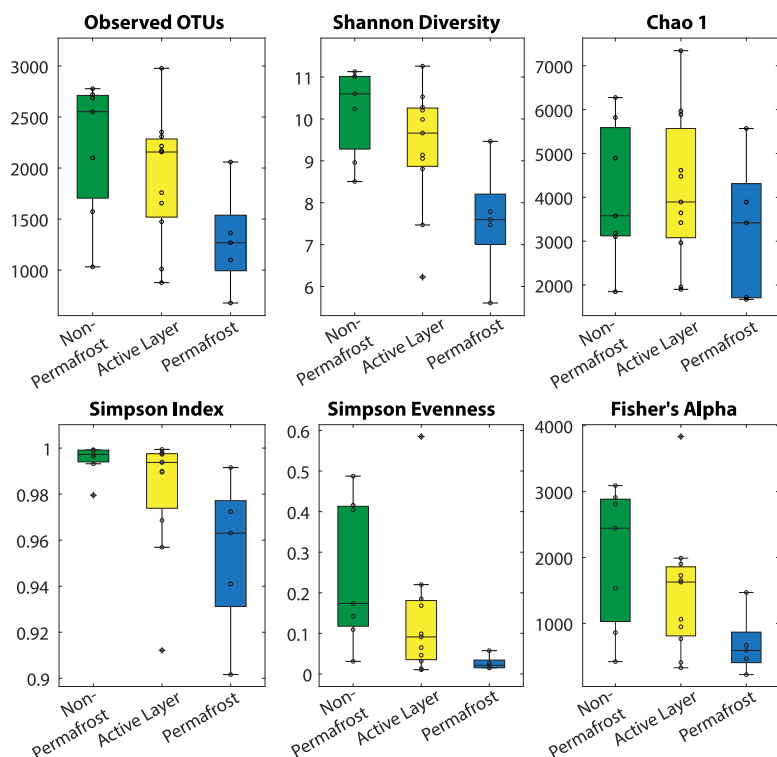 Observed OTUs
3000
2500
2000
1500
1000
Non-
Permafrost
Active Layer
Permafrost
Shannon Diversity
11
10
9
8
7
6
Non-
Permafrost
Active Layer
Permafrost
Chao 1
7000
6000
5000
4000
3000
2000
Non-
Permafrost
Active Layer
Permafrost
Simpson Index
1
0.98
0.96
0.94
0.92
0.9
Non-
Permafrost
Active Layer
Permafrost
Simpson Evenness
0.6
0.5
0.4
0.3
0.2
0.1
0
Non-
Permafrost
Active Layer
Permafrost
Fisher's Alpha
4000
3000
2000
1000
Non-
Permafrost
Active Layer
Permafrost